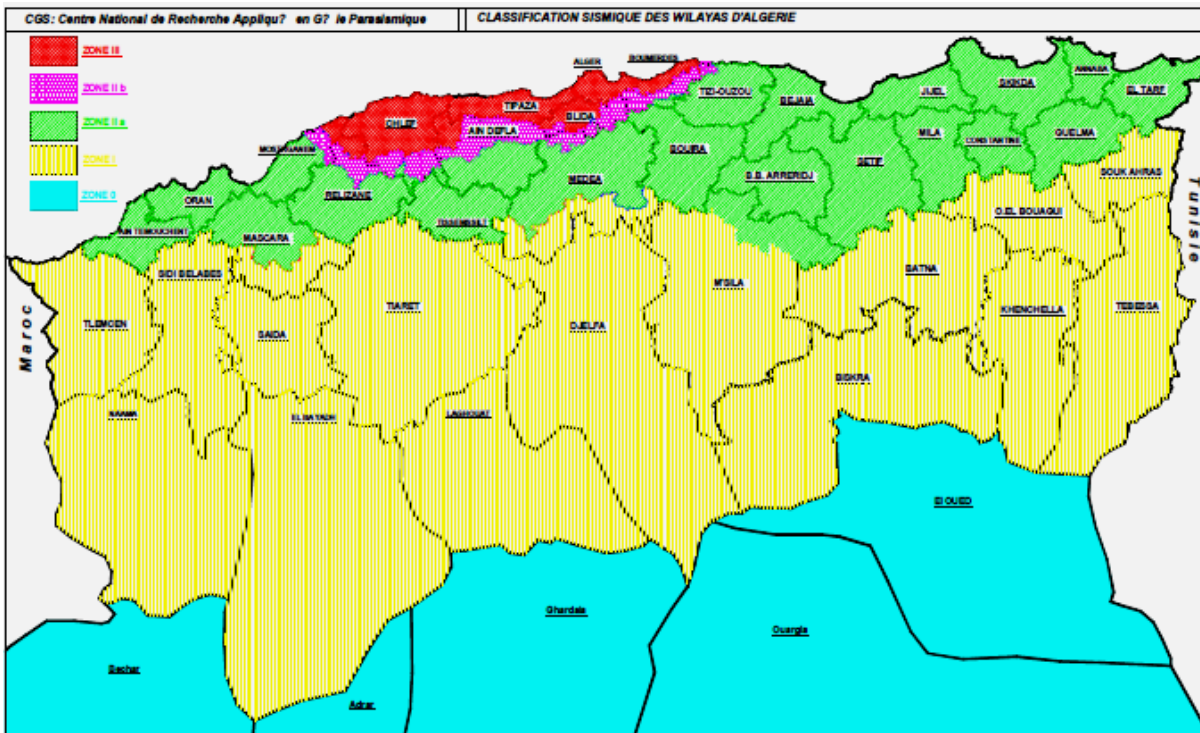 CGS: Centre National de Recherche Appliqu? en G? le Parasismique
CLASSIFICATION SISMIQUE DES WILAYAS D'ALGERIE
ZONE III
ZONE II b
ZONE II a
ZONE I
ZONE 0
ALGER
BOUMERDES
TIPAZA
BLIDA
CHLEF
AIN DEFLA
TIZI-OUZOU
BEJAIA
JIJEL
SKIKDA
ANNABA
EL TARF
MOSTAGANEM
BOUIRA
MILA
CONSTANTINE
GUELMA
SETIF
B.B. ARRERIDJ
SOUK AHRAS
RELIZANE
MEDEA
ORAN
O.EL BOUAGUI
TISSEMSILT
AIN TEMOUCHENT
MASCARA
SIDI BELABES
BATNA
M'SILA
TIARET
DJELFA
KHENCHELLA
TEBESSA
TLEMCEN
SAIDA
BISKRA
NAAMA
EL BAYADH
LAGHOUAT
Maroc
Tunisie
El OUED
Ghardaia
Ouargla
Bechar
Adrar